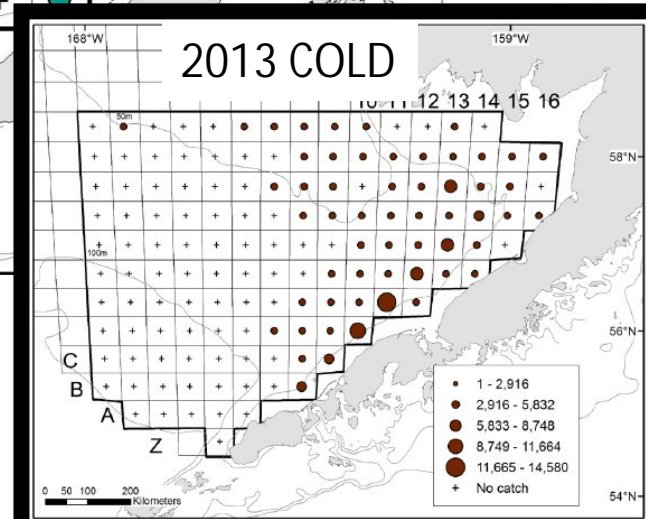 168°W
159°W
2013 COLD
10 11 12 13 14 15 16
50m
58°N
100m
56°N
C
B
A
Z
1 - 2,916
2,916 - 5,832
5,833 - 8,748
8,749 - 11,664
11,665 - 14,580
No catch
0 50 100 200
Kilometers
54°N